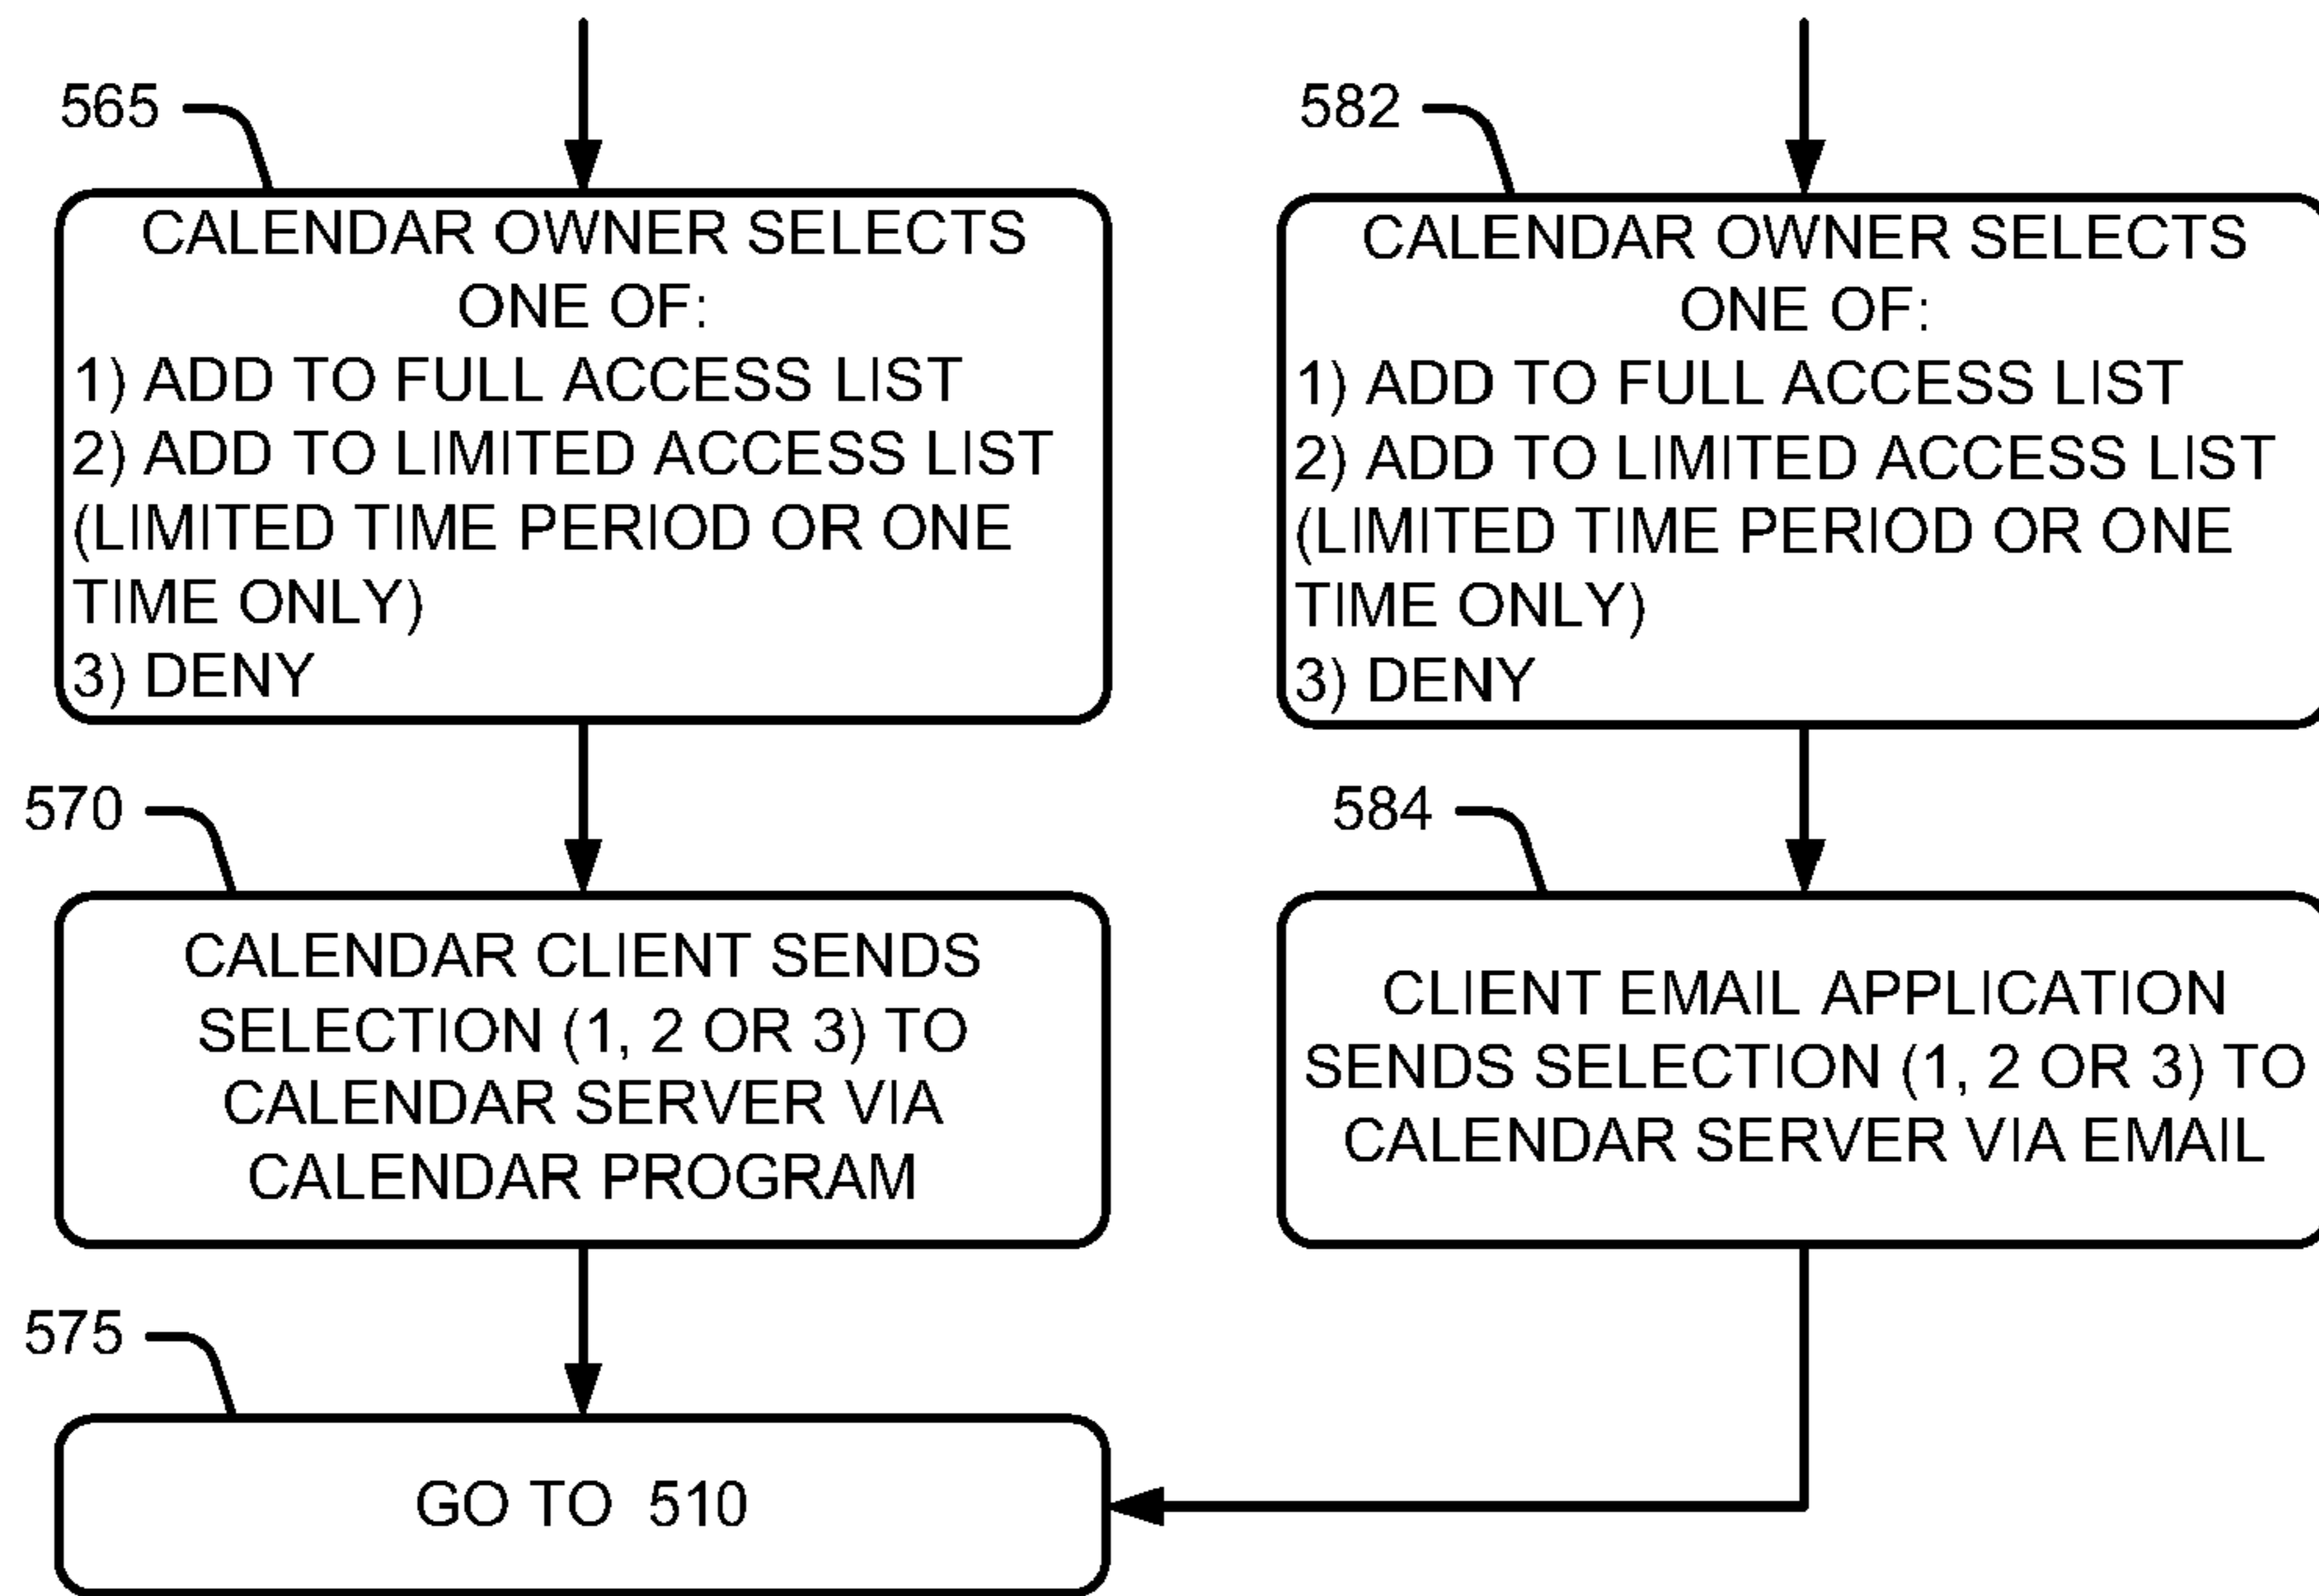 565
CALENDAR OWNER SELECTS
ONE OF:
1) ADD TO FULL ACCESS LIST
2) ADD TO LIMITED ACCESS LIST
(LIMITED TIME PERIOD OR ONE
TIME ONLY)
3) DENY
570
CALENDAR CLIENT SENDS
SELECTION (1, 2 OR 3) TO
CALENDAR SERVER VIA
CALENDAR PROGRAM
575
GO TO 510
582
CALENDAR OWNER SELECTS
ONE OF:
1) ADD TO FULL ACCESS LIST
2) ADD TO LIMITED ACCESS LIST
(LIMITED TIME PERIOD OR ONE
TIME ONLY)
3) DENY
584
CLIENT EMAIL APPLICATION
SENDS SELECTION (1, 2 OR 3) TO
CALENDAR SERVER VIA EMAIL